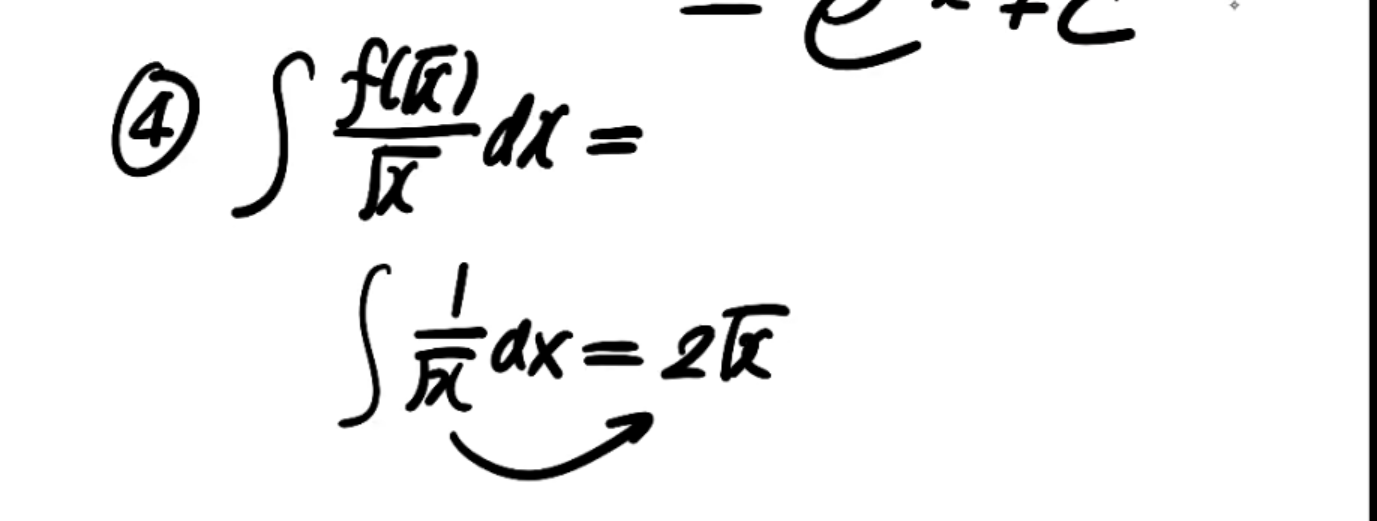 = e^x + C
④ ∫ f(√x)/√x dx =
∫ 1/√x dx = 2√x